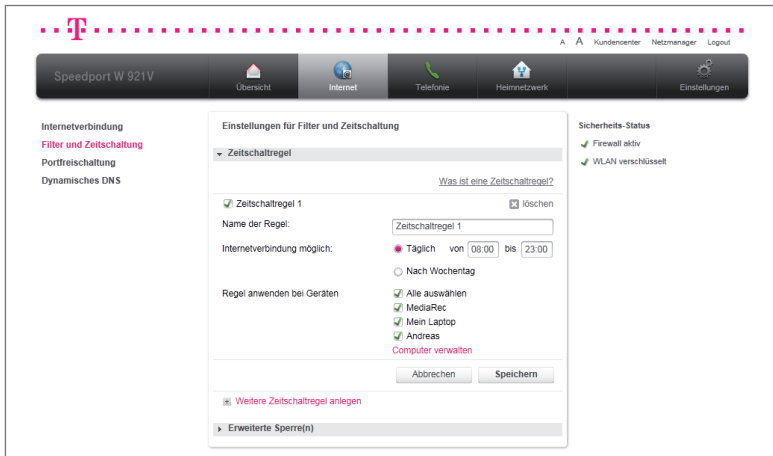 T
A A Kundencenter Netzmanager Logout
Speedport W 921V
Übersicht
Internet
Telefonie
Heimnetzwerk
Einstellungen
Internetverbindung
Filter und Zeitschaltung
Portfreischaltung
Dynamisches DNS
Einstellungen für Filter und Zeitschaltung
Zeitschaltregel
Was ist eine Zeitschaltregel?
Zeitschaltregel 1 löschen
Name der Regel: Zeitschaltregel 1
Internetverbindung möglich: Täglich von 08:00 bis 23:00
Nach Wochentag
Regel anwenden bei Geräten Alle auswählen
MediaRec
Mein Laptop
Andreas
Computer verwalten
Abbrechen Speichern
Weitere Zeitschaltregel anlegen
Erweiterte Sperre(n)
Sicherheits-Status
Firewall aktiv
WLAN verschlüsselt